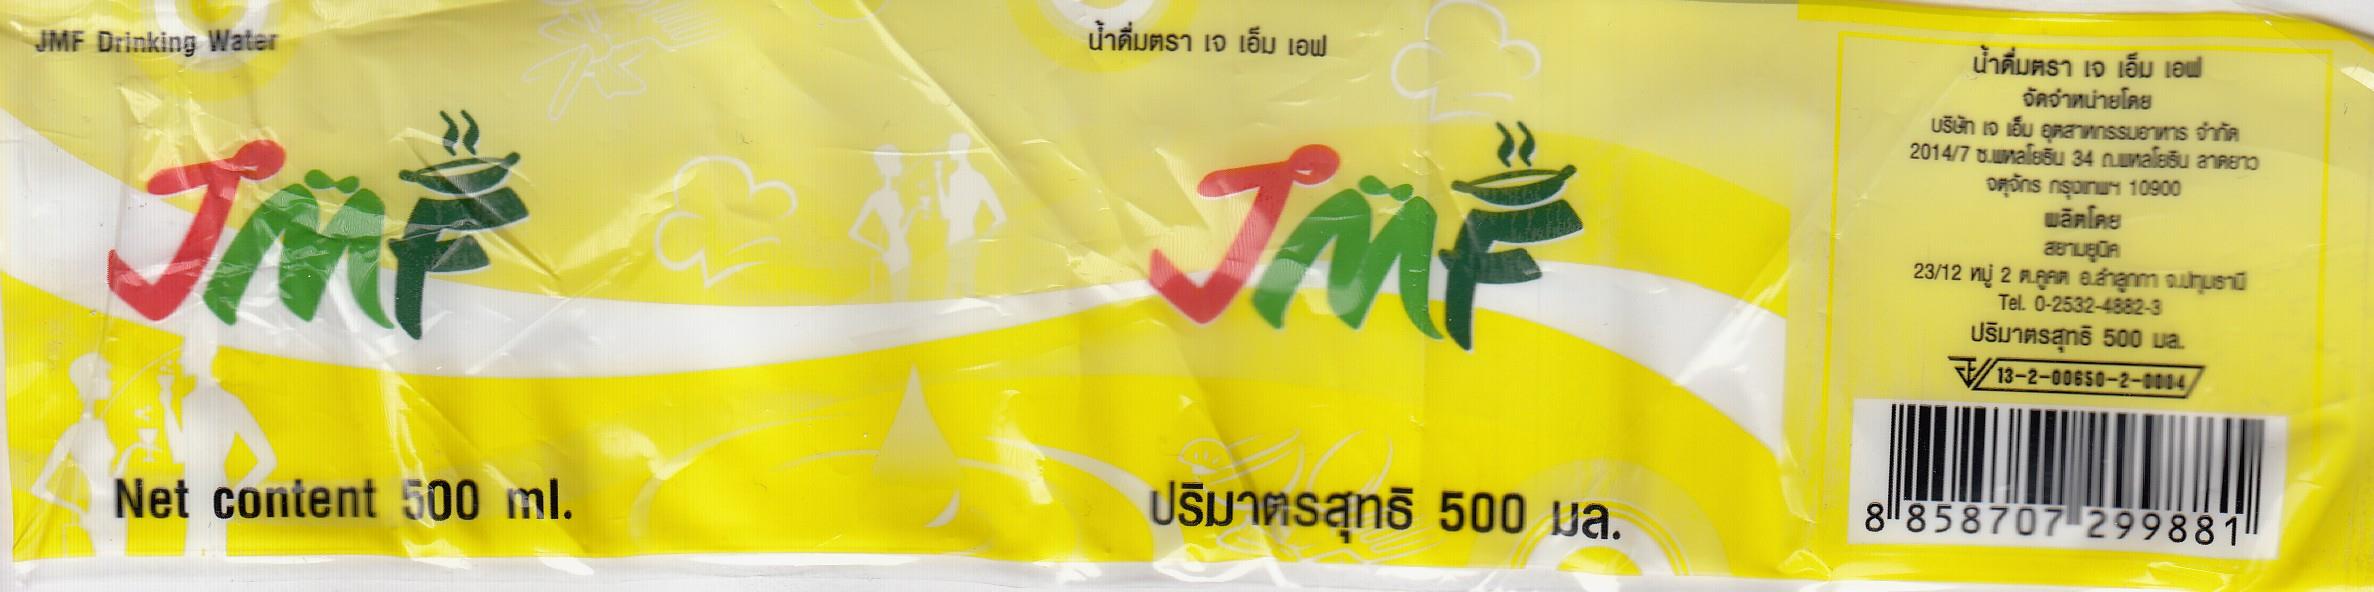 JMF Drinking Water
JMF
Net content 500 ml.
น้ำดื่มตรา เจ เอ็ม เอฟ
JMF
ปริมาตรสุทธิ 500 มล.
น้ำดื่มตรา เจ เอ็ม เอฟ
จัดจำหน่ายโดย
บริษัท เจ เอ็ม อุตสาหกรรมอาหาร จำกัด
2014/7 ซ.พหลโยธิน 34 ถ.พหลโยธิน ลาดยาว
จตุจักร กรุงเทพฯ 10900
ผลิตโดย
สยามยูนิค
23/12 หมู่ 2 ต.คูคต อ.ลำลูกกา จ.ปทุมธานี
Tel. 0-2532-4882-3
ปริมาตรสุทธิ 500 มล.
13-2-00650-2-0004
8 858707 299881